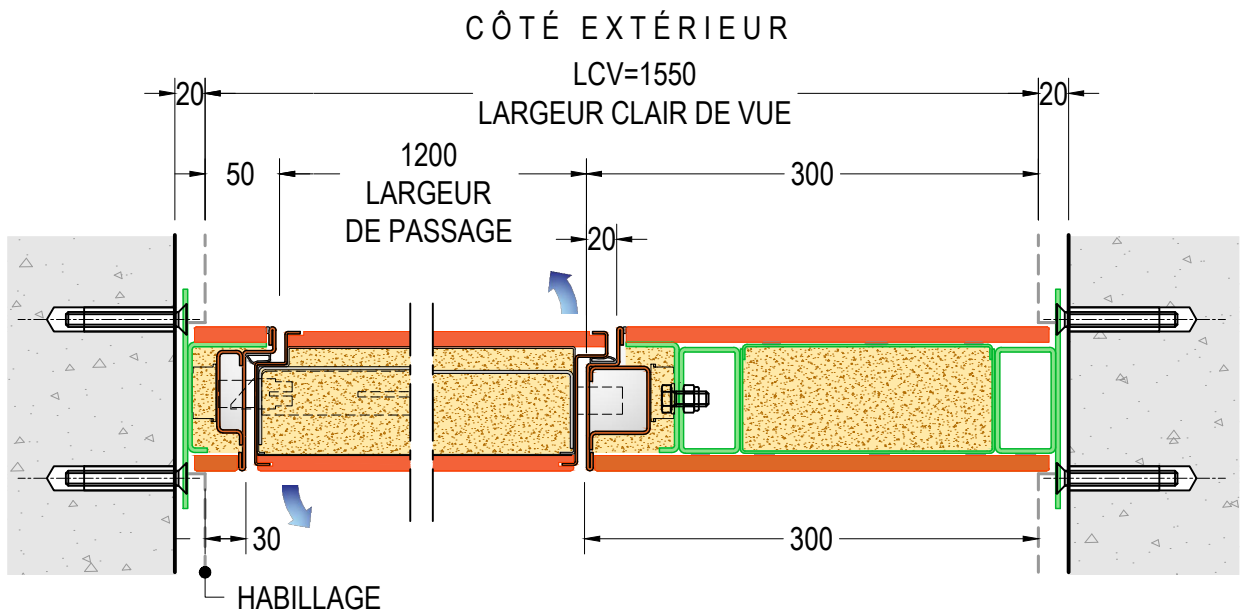 CÔTÉ EXTÉRIEUR
LCV=1550
20
20
LARGEUR CLAIR DE VUE
50
1200
300
LARGEUR
DE PASSAGE
20
30
300
HABILLAGE